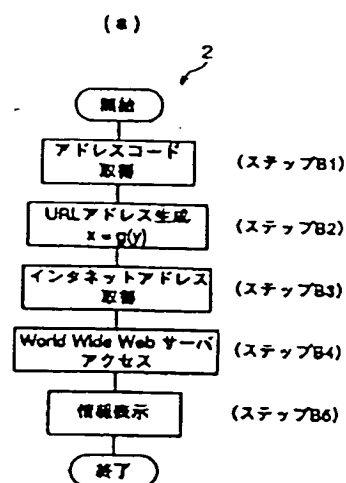 (a)
2
開始
アドレスコード
取得
(ステップB1)
URLアドレス生成
x=g(y)
(ステップB2)
インタネットアドレス
取得
(ステップB3)
World Wide Web サーバ
アクセス
(ステップB4)
情報表示
(ステップB5)
終了